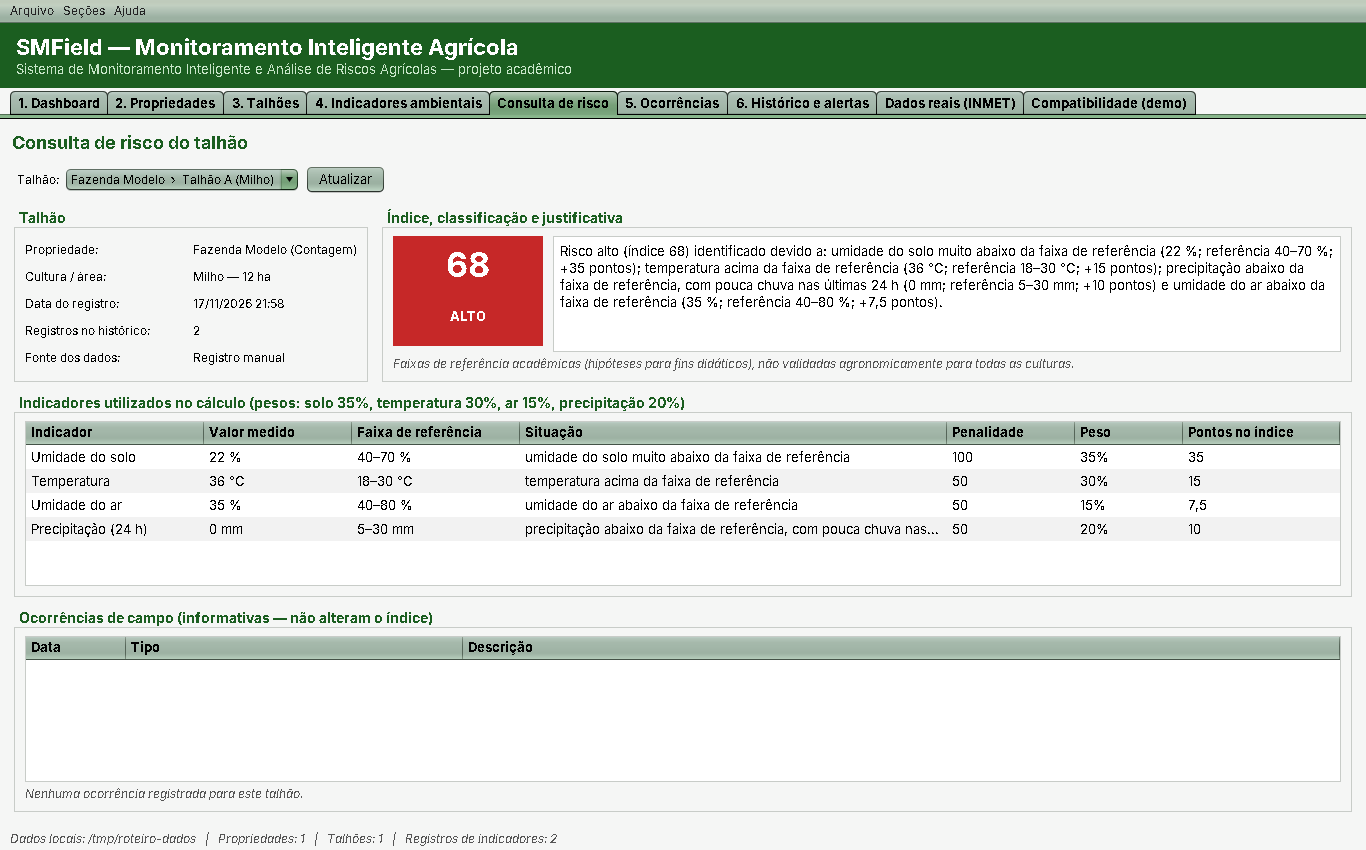 Arquivo Seções Ajuda
SMField — Monitoramento Inteligente Agrícola
Sistema de Monitoramento Inteligente e Análise de Riscos Agrícolas — projeto acadêmico
1. Dashboard 2. Propriedades 3. Talhões 4. Indicadores ambientais Consulta de risco 5. Ocorrências 6. Histórico e alertas Dados reais (INMET) Compatibilidade (demo)
Consulta de risco do talhão
Talhão: Fazenda Modelo › Talhão A (Milho) Atualizar
Talhão
Propriedade: Fazenda Modelo (Contagem)
Cultura / área: Milho — 12 ha
Data do registro: 17/11/2026 21:58
Registros no histórico: 2
Fonte dos dados: Registro manual
Índice, classificação e justificativa
68
ALTO
Risco alto (índice 68) identificado devido a: umidade do solo muito abaixo da faixa de referência (22 %; referência 40–70 %;
+35 pontos); temperatura acima da faixa de referência (36 °C; referência 18–30 °C; +15 pontos); precipitação abaixo da
faixa de referência, com pouca chuva nas últimas 24 h (0 mm; referência 5–30 mm; +10 pontos) e umidade do ar abaixo da
faixa de referência (35 %; referência 40–80 %; +7,5 pontos).
Faixas de referência acadêmicas (hipóteses para fins didáticos), não validadas agronomicamente para todas as culturas.
Indicadores utilizados no cálculo (pesos: solo 35%, temperatura 30%, ar 15%, precipitação 20%)
Indicador Valor medido Faixa de referência Situação Penalidade Peso Pontos no índice
Umidade do solo 22 % 40–70 % umidade do solo muito abaixo da faixa de referência 100 35% 35
Temperatura 36 °C 18–30 °C temperatura acima da faixa de referência 50 30% 15
Umidade do ar 35 % 40–80 % umidade do ar abaixo da faixa de referência 50 15% 7,5
Precipitação (24 h) 0 mm 5–30 mm precipitação abaixo da faixa de referência, com pouca chuva nas... 50 20% 10
Ocorrências de campo (informativas — não alteram o índice)
Data Tipo Descrição
Nenhuma ocorrência registrada para este talhão.
Dados locais: /tmp/roteiro-dados | Propriedades: 1 | Talhões: 1 | Registros de indicadores: 2